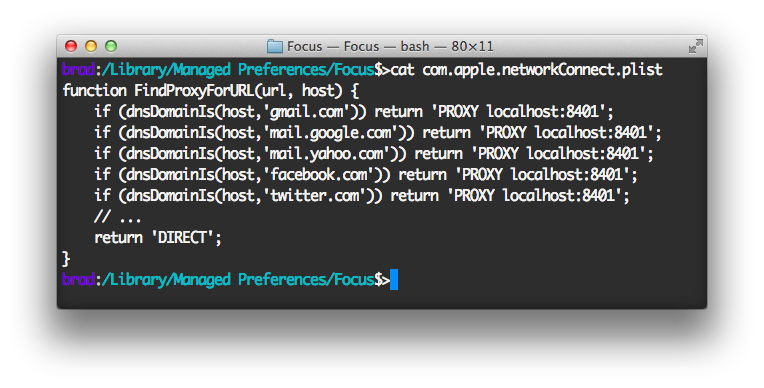 Focus — Focus — bash — 80×11
brad:/Library/Managed Preferences/Focus$>cat com.apple.networkConnect.plist
function FindProxyForURL(url, host) {
    if (dnsDomainIs(host,'gmail.com')) return 'PROXY localhost:8401';
    if (dnsDomainIs(host,'mail.google.com')) return 'PROXY localhost:8401';
    if (dnsDomainIs(host,'mail.yahoo.com')) return 'PROXY localhost:8401';
    if (dnsDomainIs(host,'facebook.com')) return 'PROXY localhost:8401';
    if (dnsDomainIs(host,'twitter.com')) return 'PROXY localhost:8401';
    // ...
    return 'DIRECT';
}
brad:/Library/Managed Preferences/Focus$>